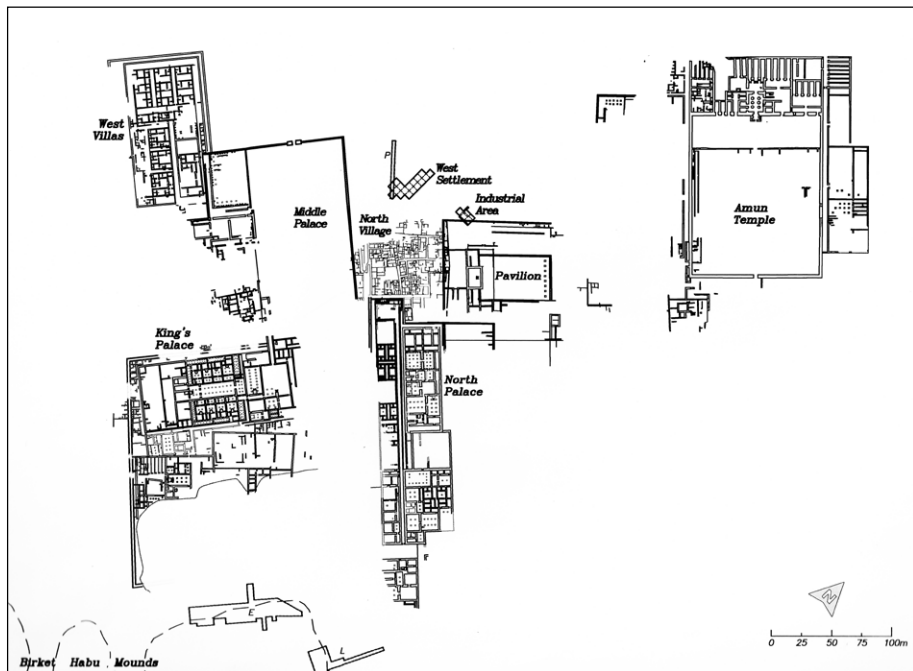 West
Villas
P
West
Settlement
Industrial
Area
Middle
Palace
North
Village
Amun
Temple
Pavilion
King's
Palace
North
Palace
E
L
N
0 50 75 100m
Birket Habu Mounds